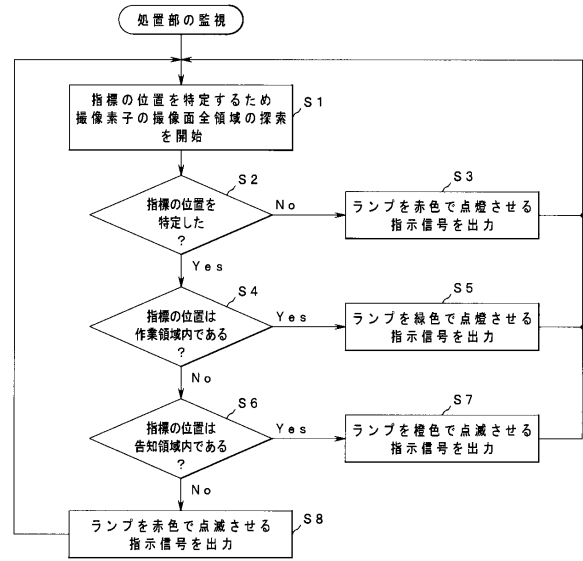 処置部の監視
指標の位置を特定するため
撮像素子の撮像面全領域の探索
を開始
S1
指標の位置を
特定した
?
S2
No
Yes
ランプを赤色で点燈させる
指示信号を出力
S3
指標の位置は
作業領域内である
?
S4
Yes
No
ランプを緑色で点燈させる
指示信号を出力
S5
指標の位置は
告知領域内である
?
S6
Yes
No
ランプを橙色で点滅させる
指示信号を出力
S7
ランプを赤色で点滅させる
指示信号を出力
S8